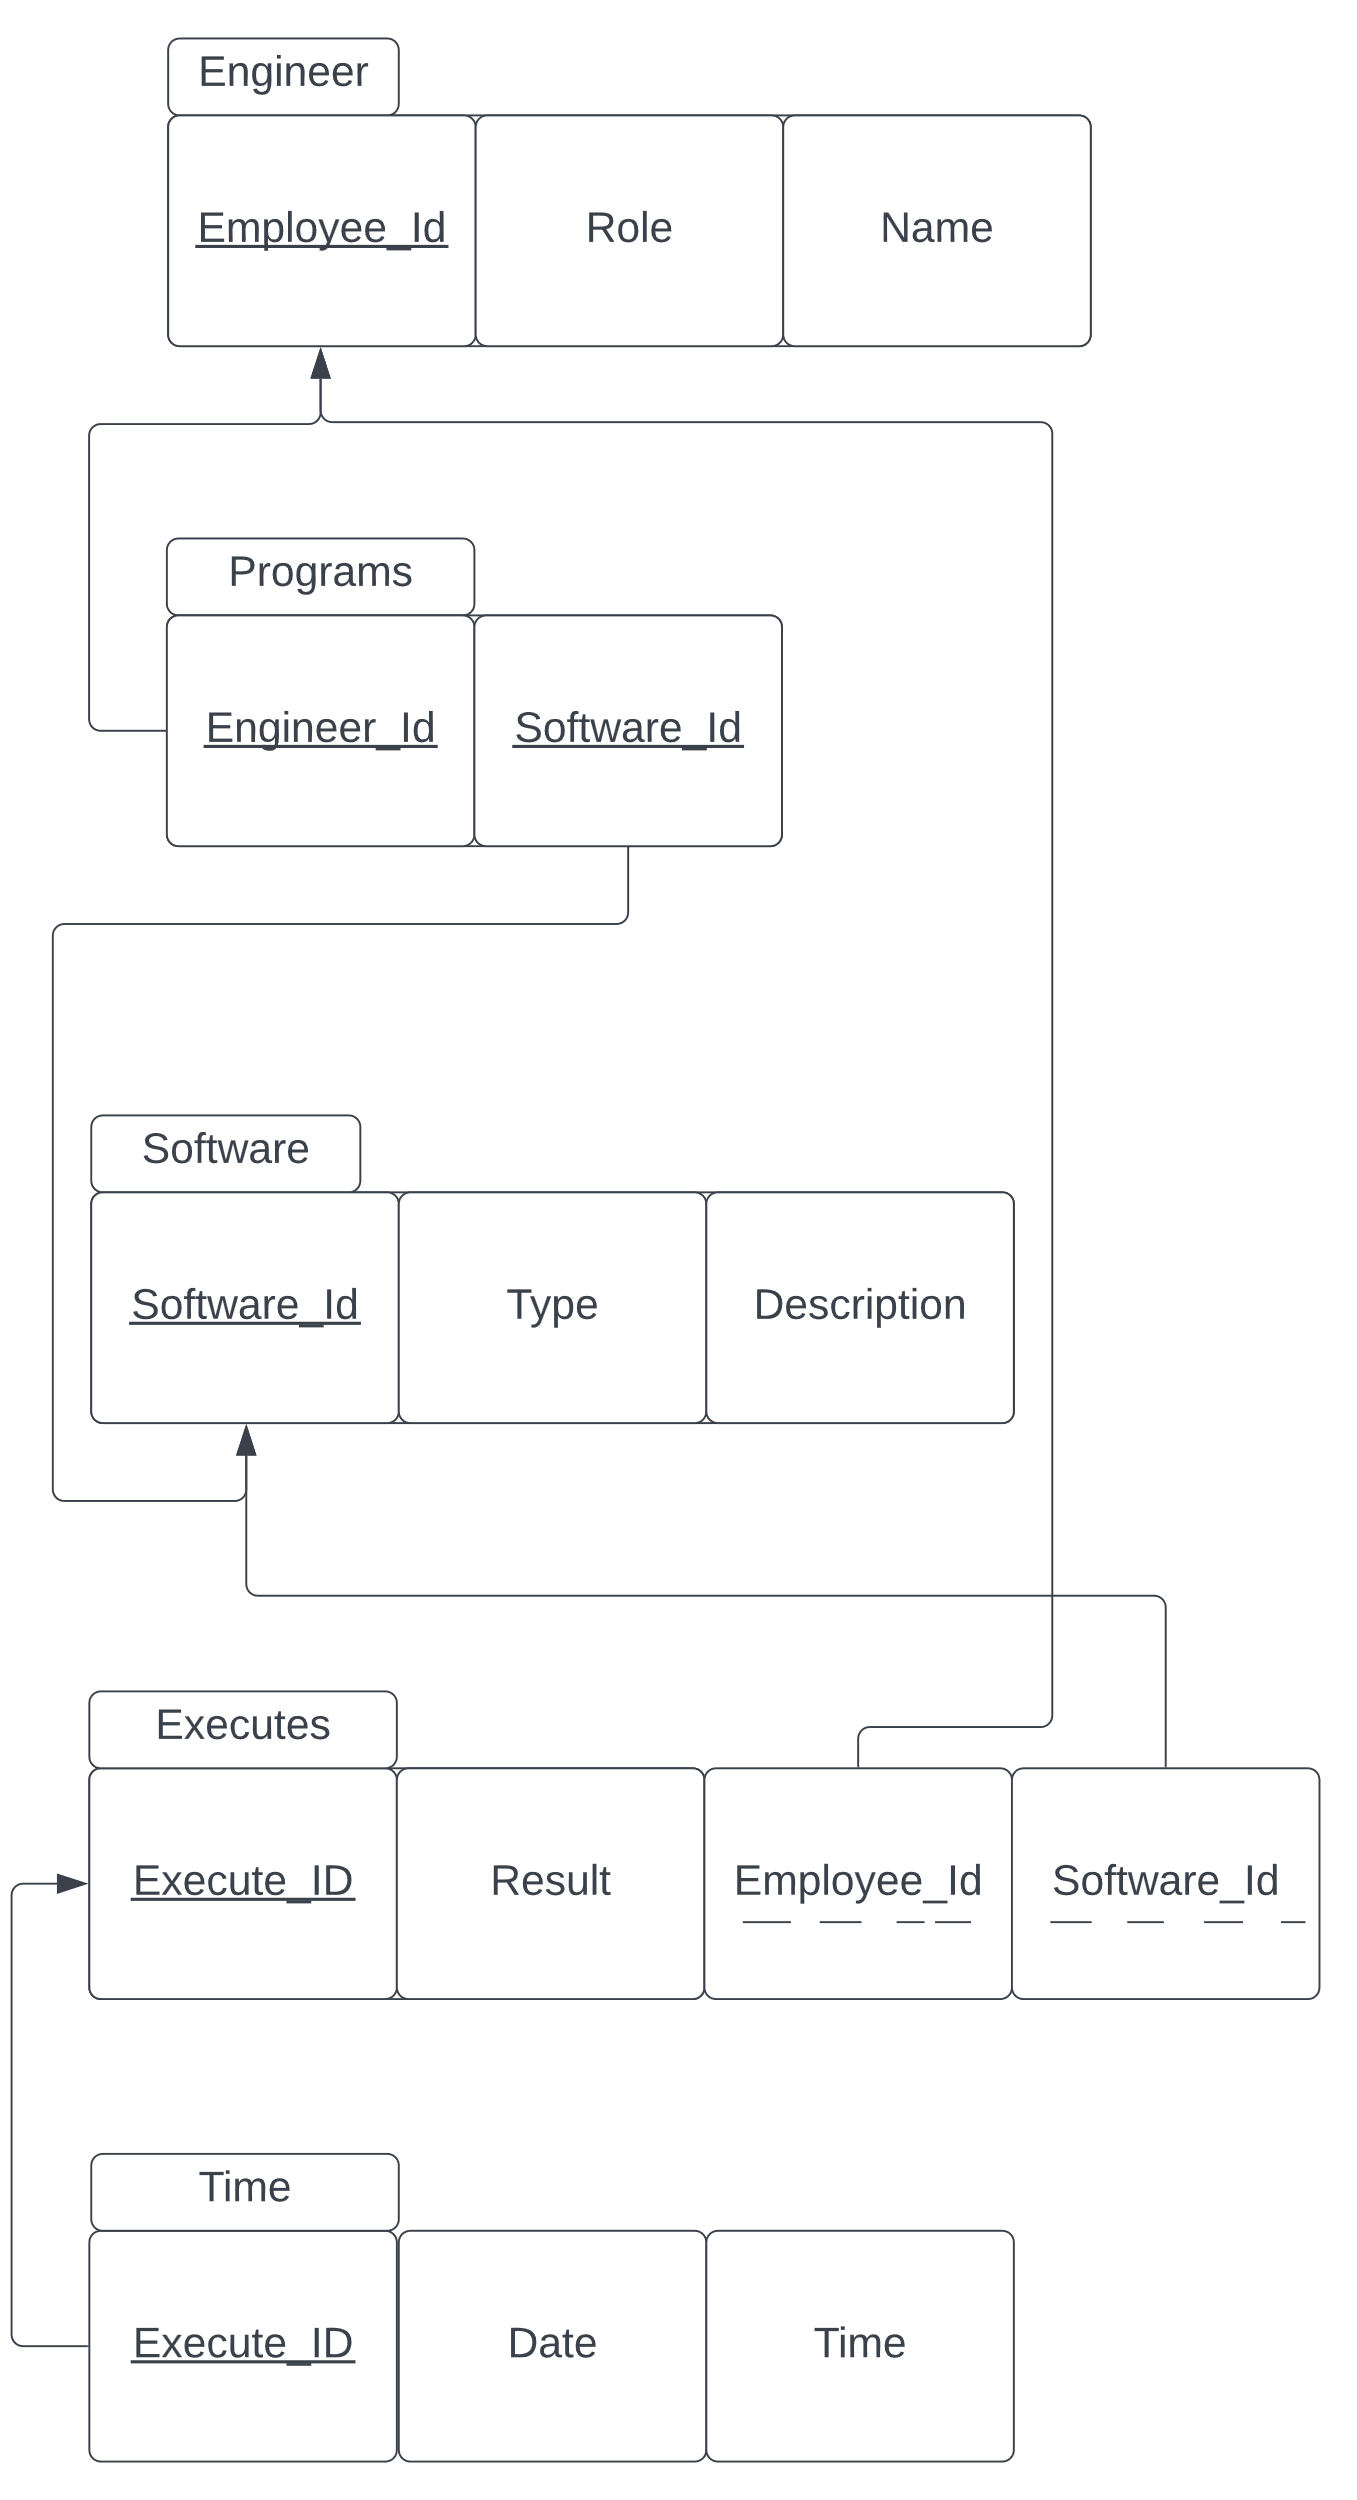 Engineer
Employee_Id Role Name
Programs
Engineer_Id Software_Id
Software
Software_Id Type Description
Executes
Execute_ID Result Employee_Id Software_Id
Time
Execute_ID Date Time